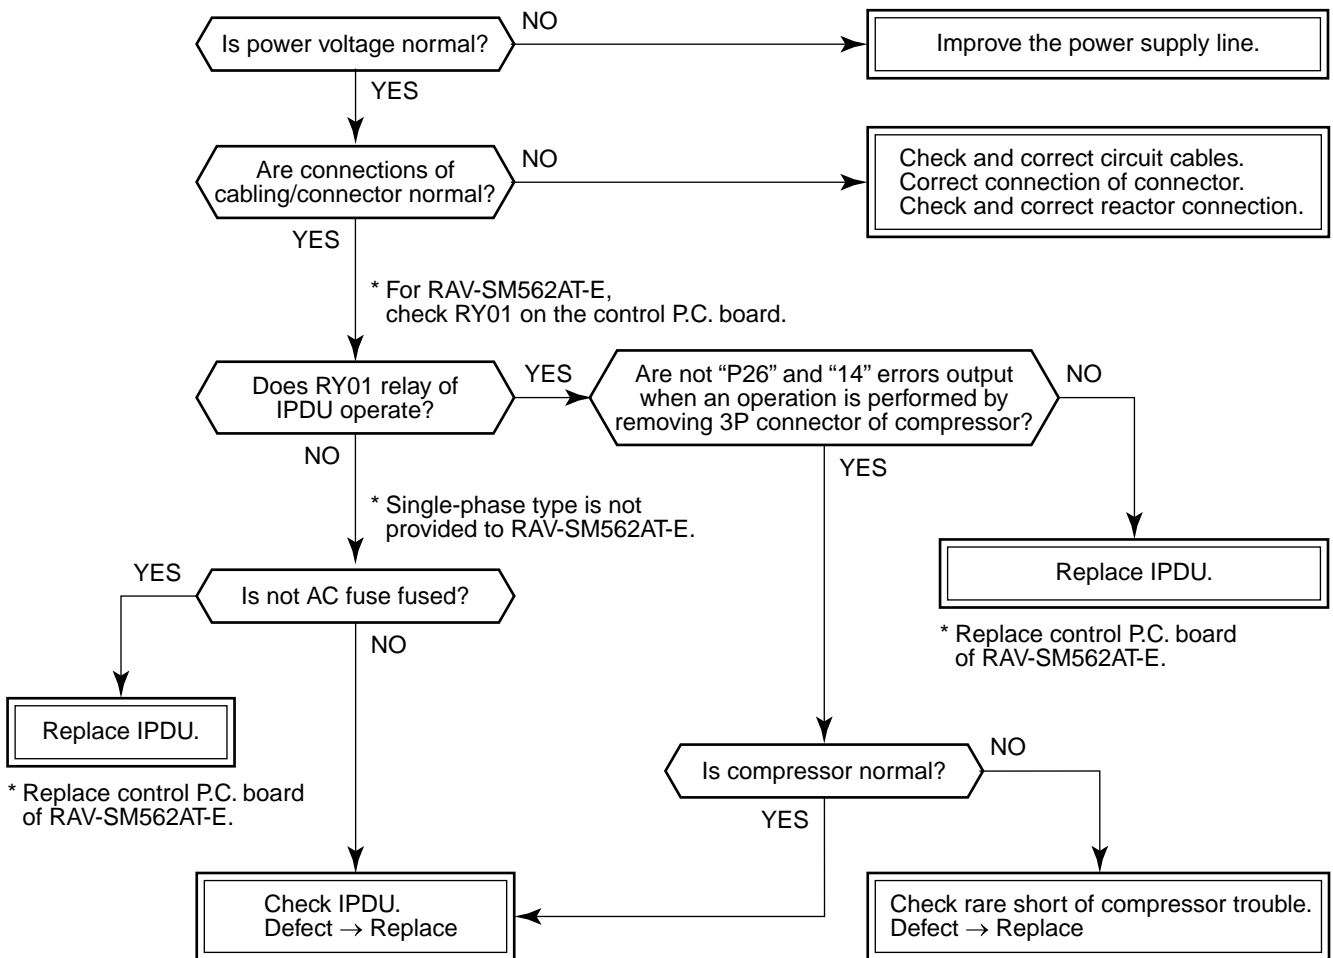 Is power voltage normal?
NO
Improve the power supply line.
YES
Are connections of
cabling/connector normal?
NO
Check and correct circuit cables.
Correct connection of connector.
Check and correct reactor connection.
YES
* For RAV-SM562AT-E,
check RY01 on the control P.C. board.
Does RY01 relay of
IPDU operate?
YES
Are not “P26” and “14” errors output
when an operation is performed by
removing 3P connector of compressor?
NO
NO
YES
* Single-phase type is not
provided to RAV-SM562AT-E.
Replace IPDU.
* Replace control P.C. board
of RAV-SM562AT-E.
YES
Is not AC fuse fused?
NO
Replace IPDU.
* Replace control P.C. board
of RAV-SM562AT-E.
Is compressor normal?
NO
YES
Check IPDU.
Defect → Replace
Check rare short of compressor trouble.
Defect → Replace